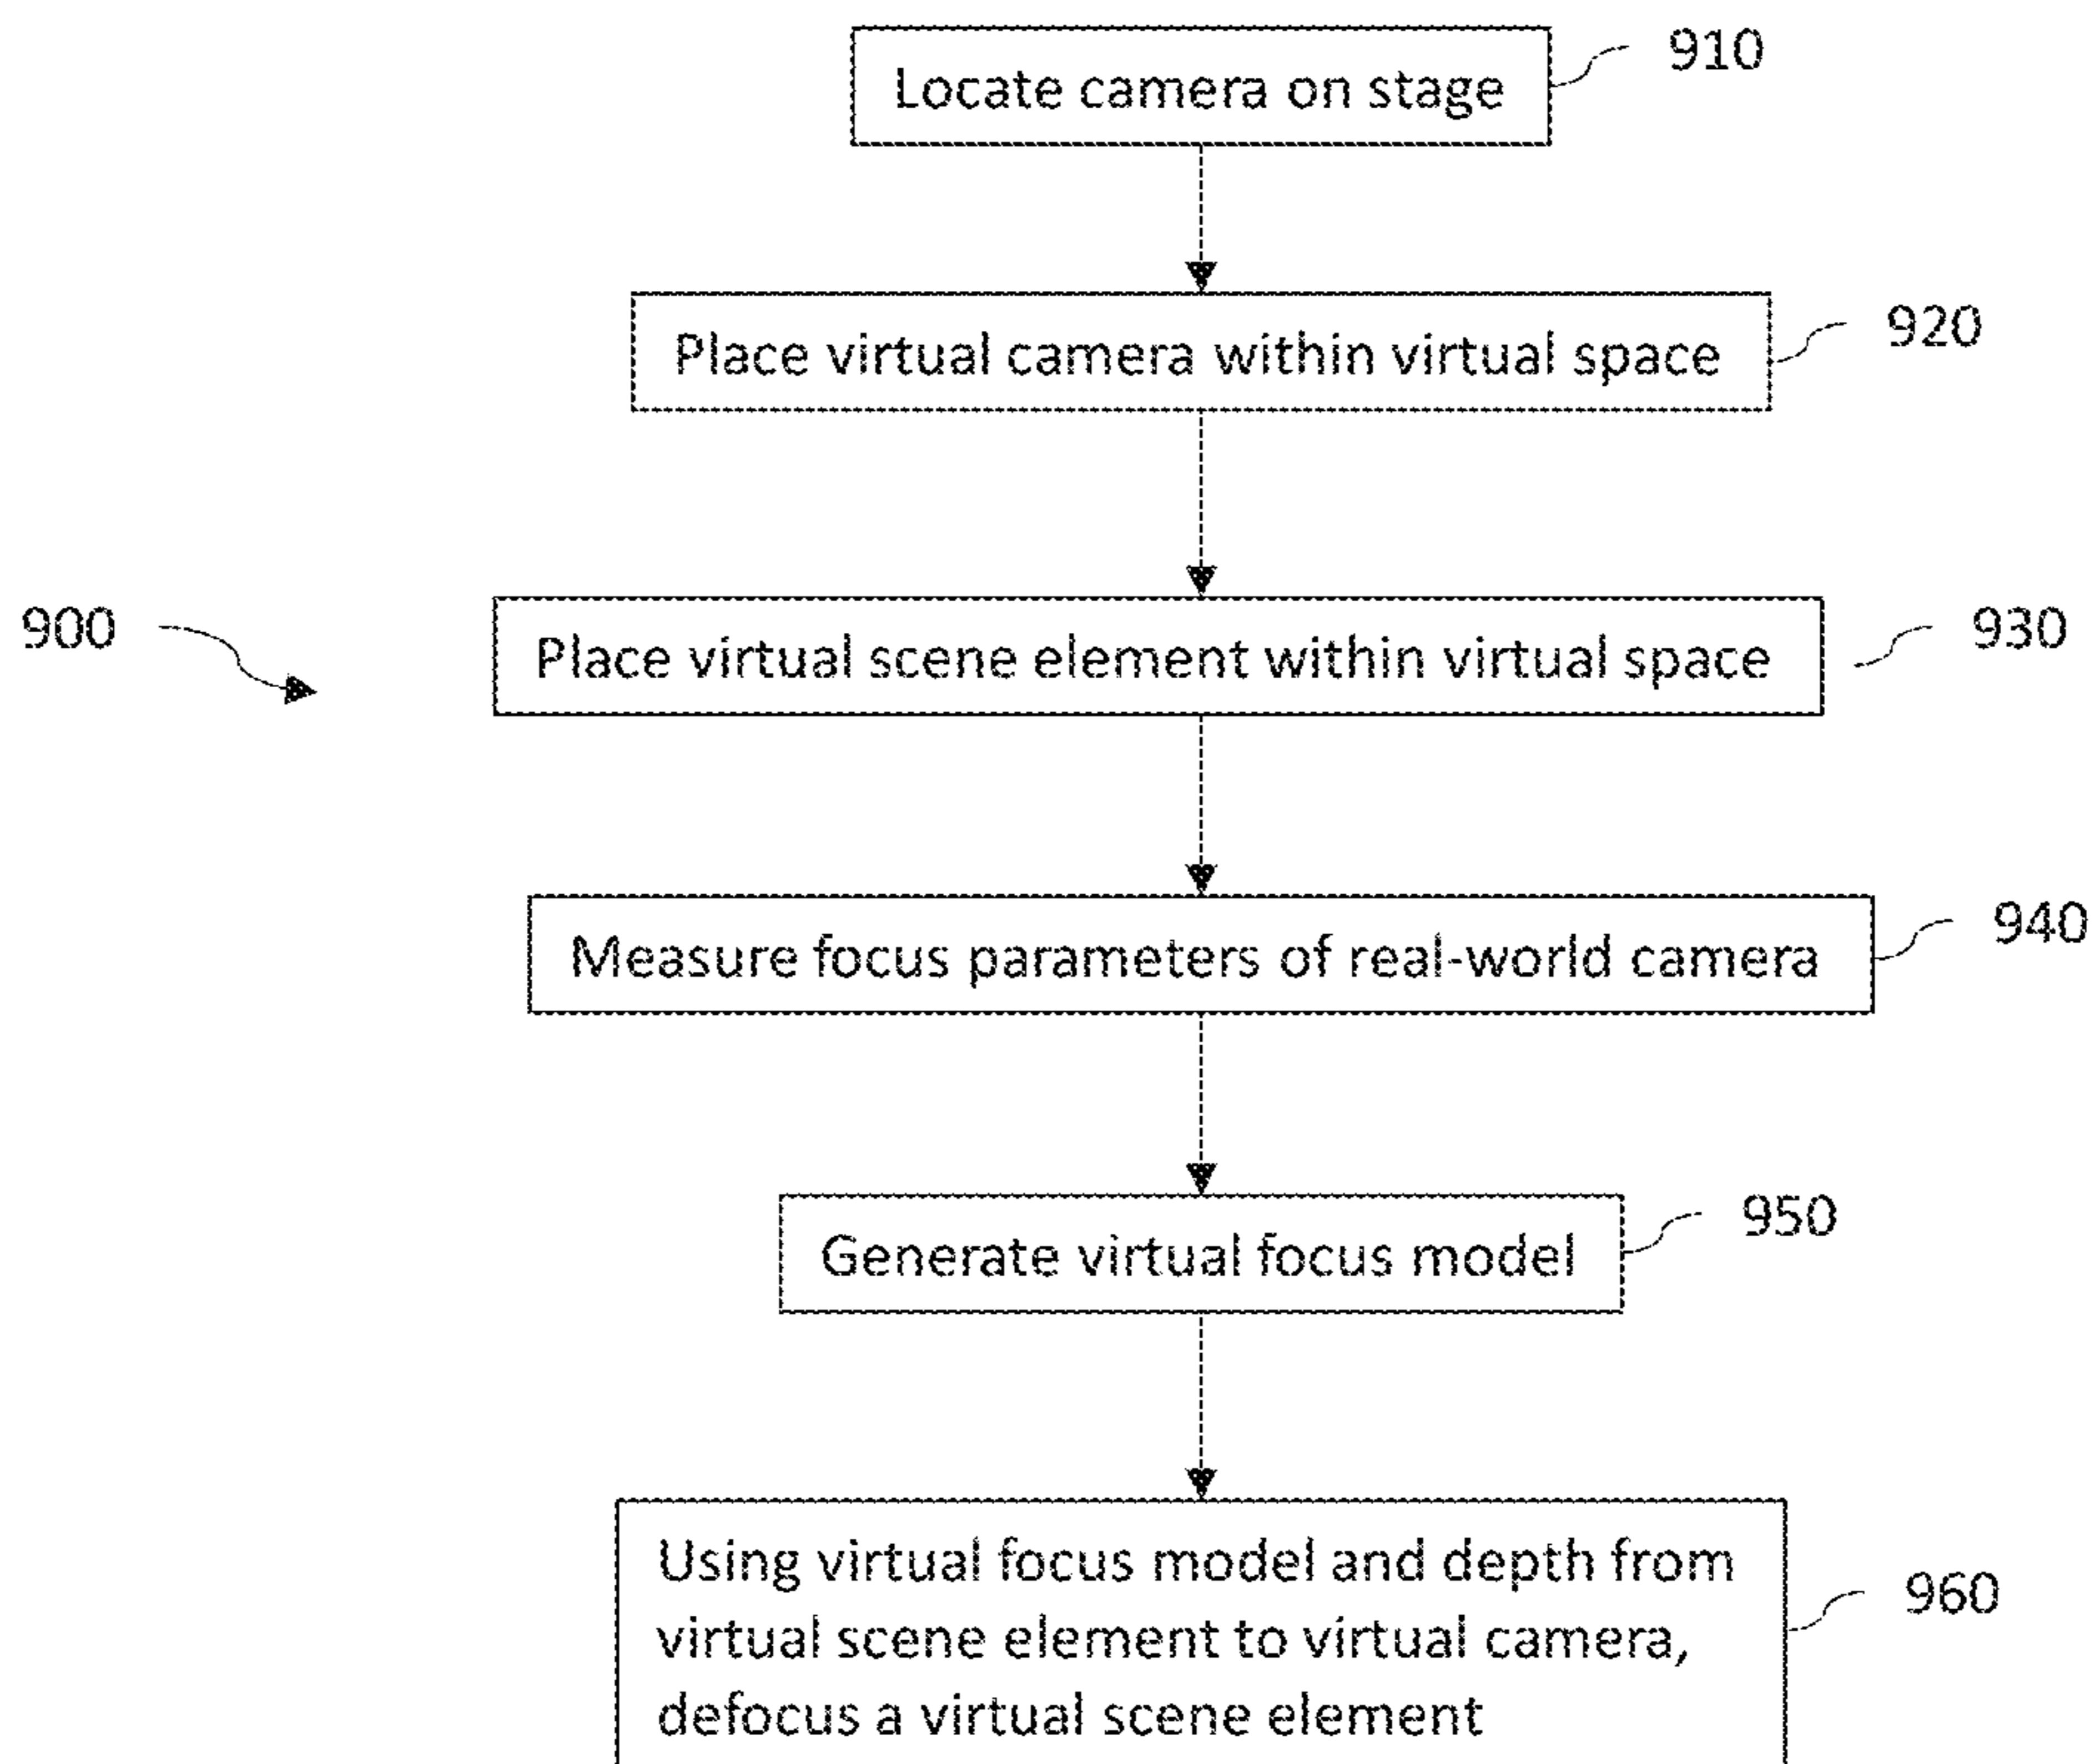 Locate camera on stage
910
Place virtual camera within virtual space
920
900
Place virtual scene element within virtual space
930
Measure focus parameters of real-world camera
940
Generate virtual focus model
950
Using virtual focus model and depth from
virtual scene element to virtual camera,
defocus a virtual scene element
960